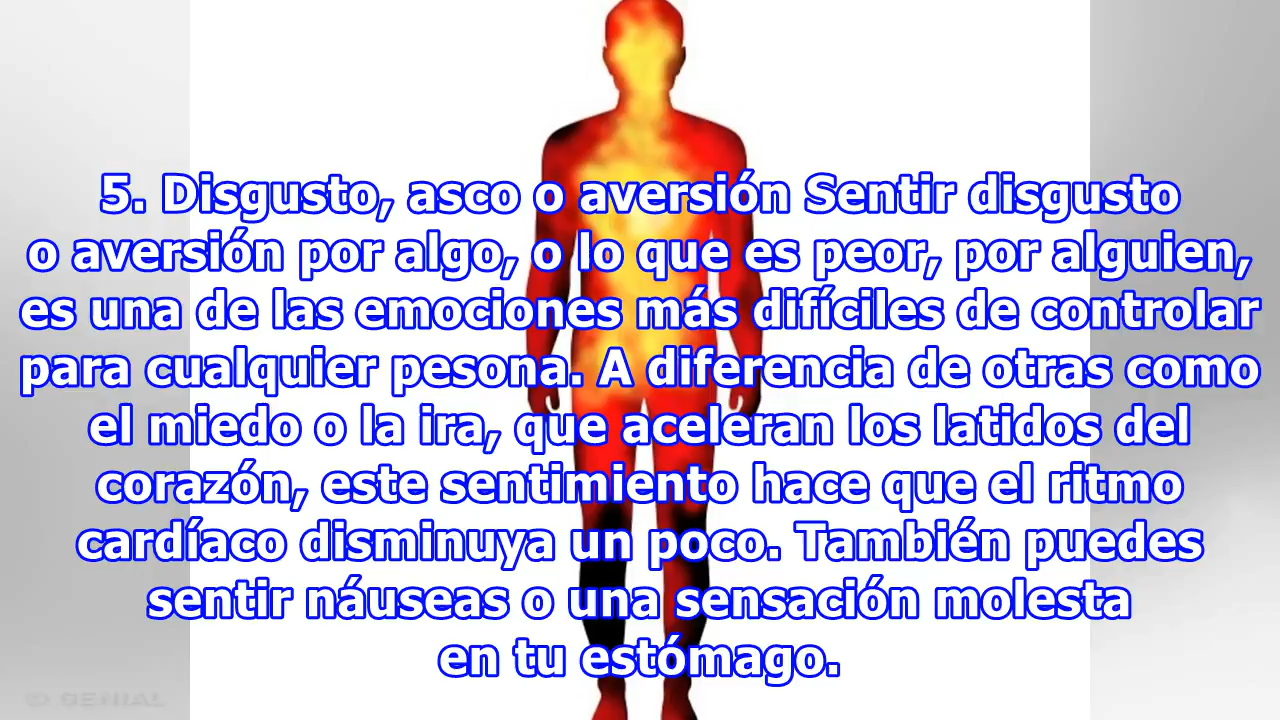 5. Disgusto, asco o aversión Sentir disgusto
o aversión por algo, o lo que es peor, por alguien,
es una de las emociones más difíciles de controlar
para cualquier pesona. A diferencia de otras como
el miedo o la ira, que aceleran los latidos del
corazón, este sentimiento hace que el ritmo
cardíaco disminuya un poco. También puedes
sentir náuseas o una sensación molesta
en tu estómago.
© GENIAL